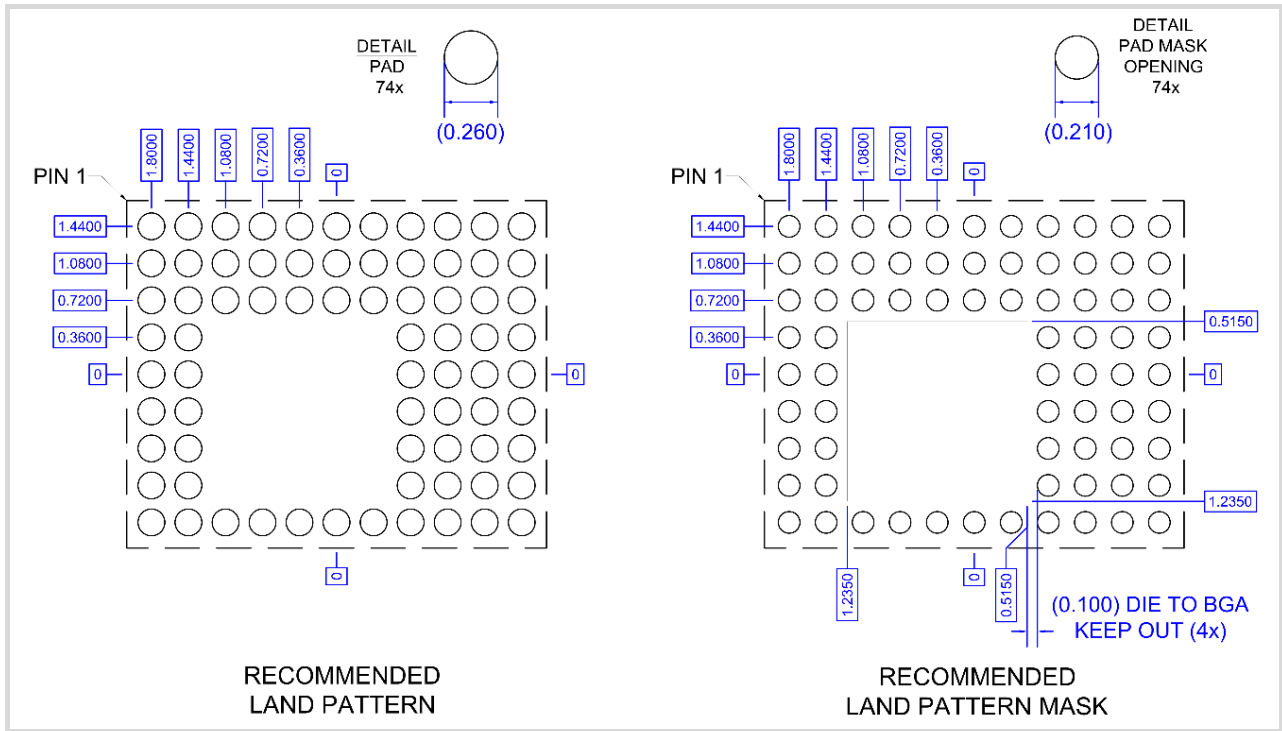 DETAIL
PAD
74x
(0.260)
1.8000
1.4400
1.0800
0.7200
0.3600
0
PIN 1
1.4400
1.0800
0.7200
0.3600
0
0
0
RECOMMENDED
LAND PATTERN
DETAIL
PAD MASK
OPENING
74x
(0.210)
1.8000
1.4400
1.0800
0.7200
0.3600
0
PIN 1
1.4400
1.0800
0.7200
0.3600
0
0.5150
0
1.2350
1.2350
0.5150
0
(0.100) DIE TO BGA
KEEP OUT (4x)
RECOMMENDED
LAND PATTERN MASK